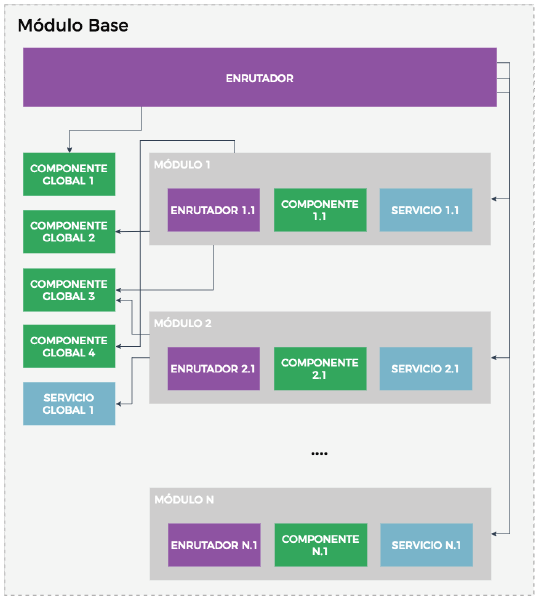 Módulo Base
ENRUTADOR
COMPONENTE
GLOBAL 1
COMPONENTE
GLOBAL 2
COMPONENTE
GLOBAL 3
COMPONENTE
GLOBAL 4
SERVICIO
GLOBAL 1
MÓDULO 1
ENRUTADOR 1.1
COMPONENTE
1.1
SERVICIO 1.1
MÓDULO 2
ENRUTADOR 2.1
COMPONENTE
2.1
SERVICIO 2.1
....
MÓDULO N
ENRUTADOR N.1
COMPONENTE
N.1
SERVICIO N.1